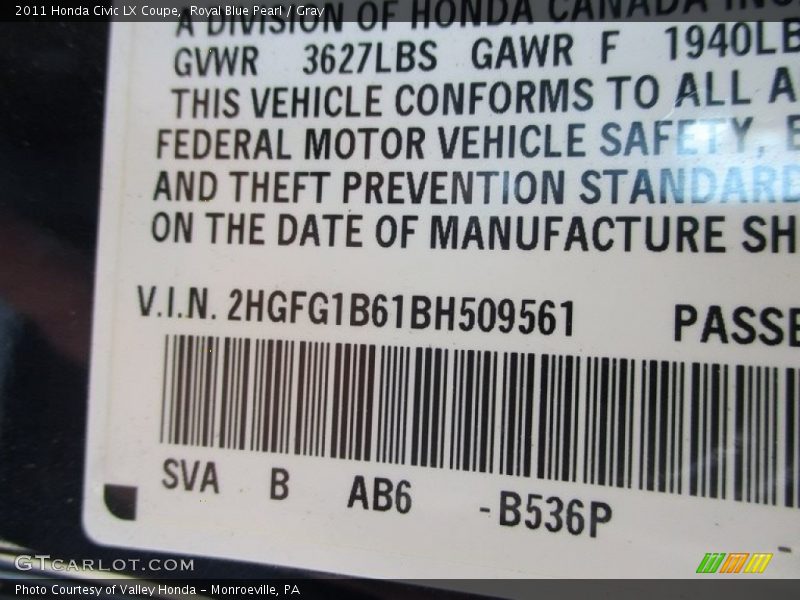 2011 Honda Civic LX Coupe, Royal Blue Pearl / Gray
A DIVISION OF HONDA CANADA INC
GVWR 3627LBS GAWR F 1940LB
THIS VEHICLE CONFORMS TO ALL A
FEDERAL MOTOR VEHICLE SAFETY,
AND THEFT PREVENTION STANDARD
ON THE DATE OF MANUFACTURE SH
V.I.N. 2HGFG1B61BH509561 PASSE
SVA B AB6 -B536P
GTCARLOT.COM
Photo Courtesy of Valley Honda – Monroeville, PA